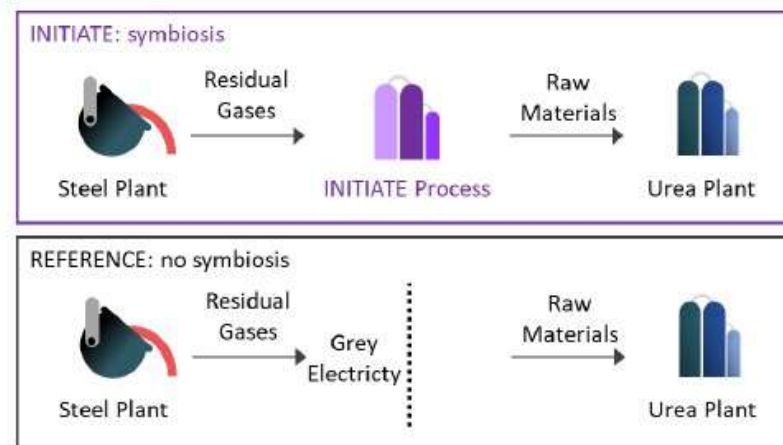 INITIATE: symbiosis
Residual
Gases
Raw
Materials
Steel Plant
INITIATE Process
Urea Plant
REFERENCE: no symbiosis
Residual
Gases
Grey
Electricty
Raw
Materials
Steel Plant
Urea Plant